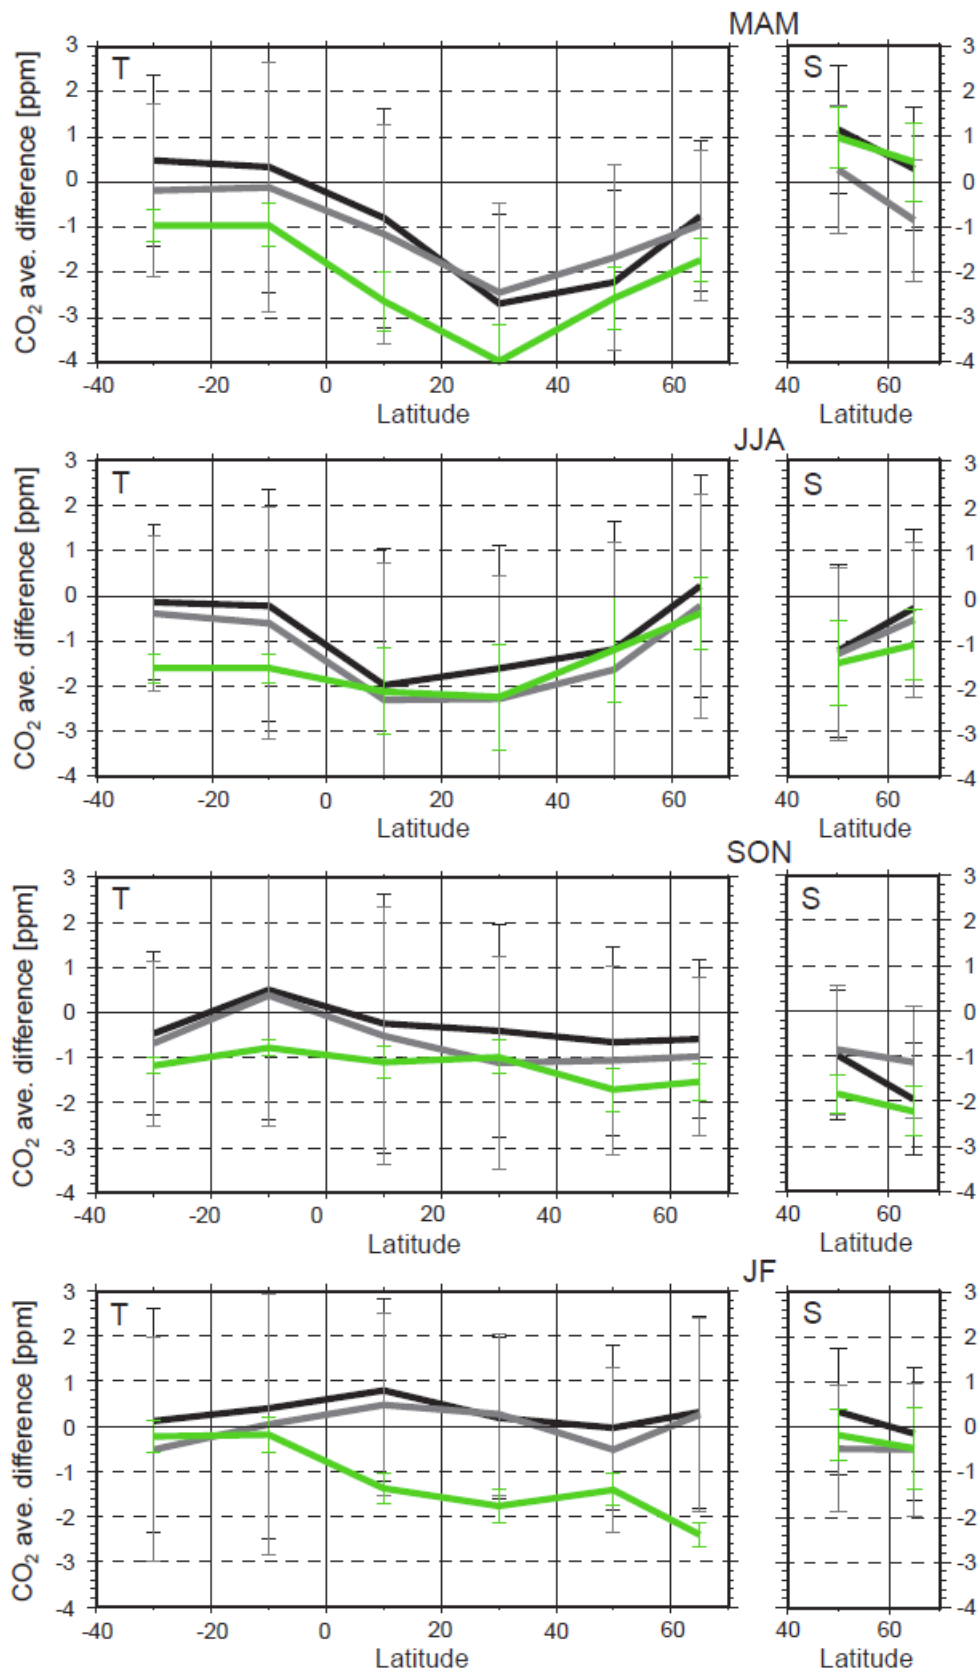 MAM
T
S
3 2 1 0 -1 -2 -3 -4
3 2 1 0 -1 -2 -3 -4
CO2 ave. difference [ppm]
-40 -20 0 20 40 60
40 60
Latitude
Latitude
JJA
T
S
3 2 1 0 -1 -2 -3 -4
3 2 1 0 -1 -2 -3 -4
CO2 ave. difference [ppm]
-40 -20 0 20 40 60
40 60
Latitude
Latitude
SON
T
S
3 2 1 0 -1 -2 -3 -4
3 2 1 0 -1 -2 -3 -4
CO2 ave. difference [ppm]
-40 -20 0 20 40 60
40 60
Latitude
Latitude
JF
T
S
3 2 1 0 -1 -2 -3 -4
3 2 1 0 -1 -2 -3 -4
CO2 ave. difference [ppm]
-40 -20 0 20 40 60
40 60
Latitude
Latitude